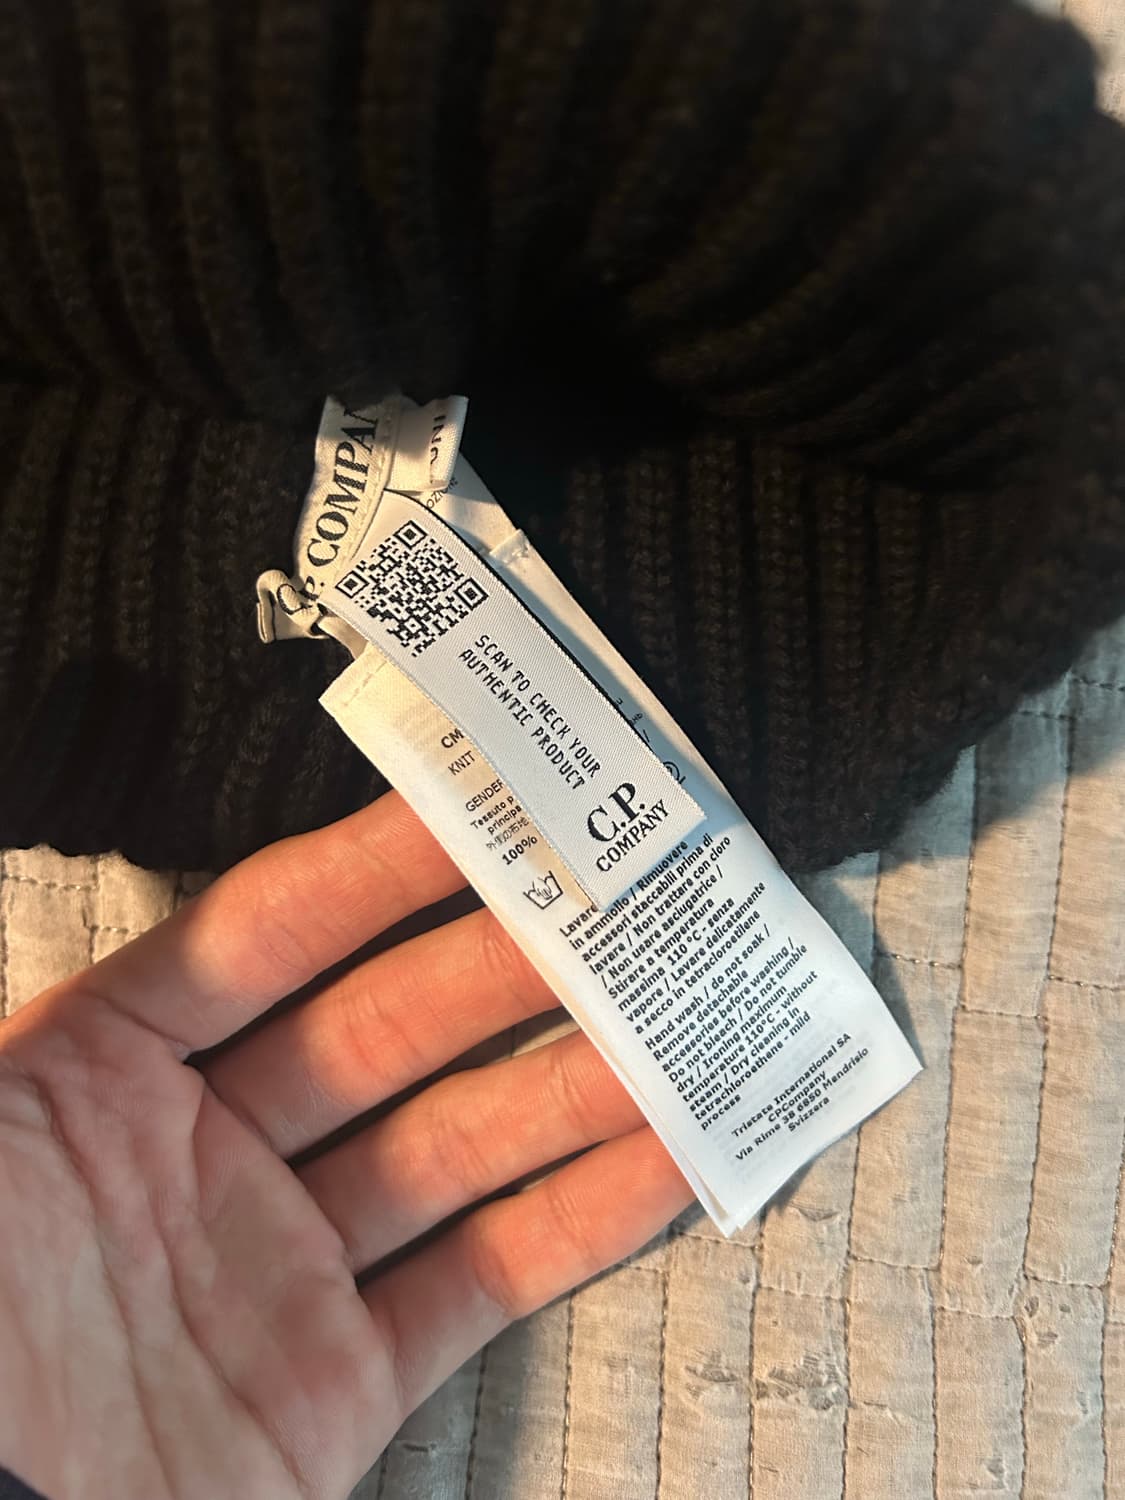 C.P. COMPAN
UNI
SCAN TO CHECK YOUR
AUTHENTIC PRODUCT
C.P.
COMPANY
CM
KNIT
GENDER
Tessuto p
principa
100%
Lavare
in ammollo / Rimuovere
accessori staccabili prima di
lavare / Non trattare con cloro
/ Non usare asciugatrice /
Stirare a temperatura
massima 110°C - senza
vapore / Lavare delicatamente
a secco in tetracloroetilene
Hand wash / do not soak /
Remove detachable
accessories before washing /
Do not bleach / Do not tumble
dry / Ironing maximum
temperature 110°C - without
steam / Dry cleaning in
tetrachloroethene - mild
process
Tristate International SA
CPCompany
Via Rime 38 6850 Mendrisio
Svizzera